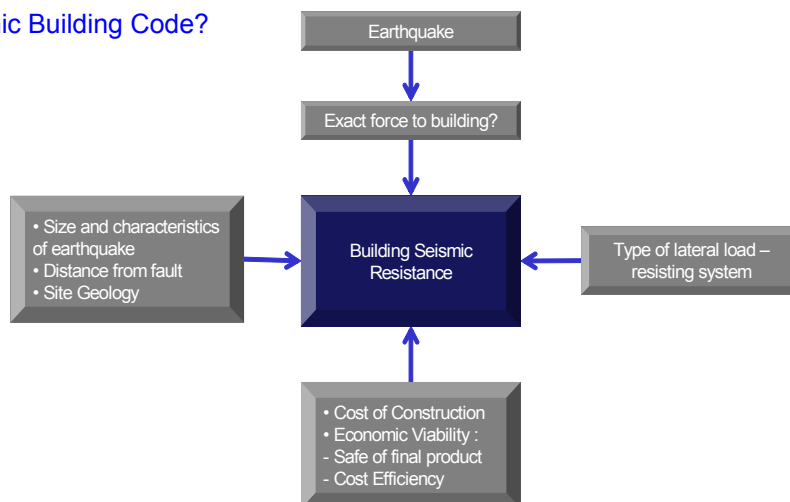 ic Building Code?
Earthquake
Exact force to building?
• Size and characteristics
of earthquake
• Distance from fault
• Site Geology
Building Seismic
Resistance
Type of lateral load –
resisting system
• Cost of Construction
• Economic Viability :
- Safe of final product
- Cost Efficiency